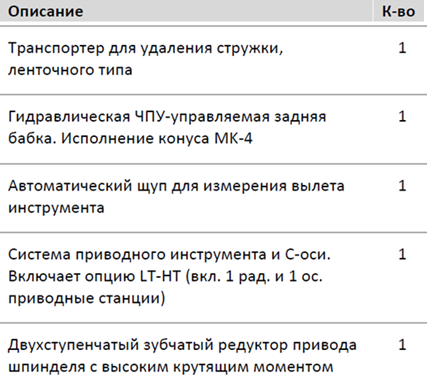 Описание К-во
Транспортер для удаления стружки, 1
ленточного типа
Гидравлическая ЧПУ-управляемая задняя 1
бабка. Исполнение конуса МК-4
Автоматический щуп для измерения вылета 1
инструмента
Система приводного инструмента и С-оси. 1
Включает опцию LT-HT (вкл. 1 рад. и 1 ос.
приводные станции)
Двухступенчатый зубчатый редуктор привода 1
шпинделя с высоким крутящим моментом